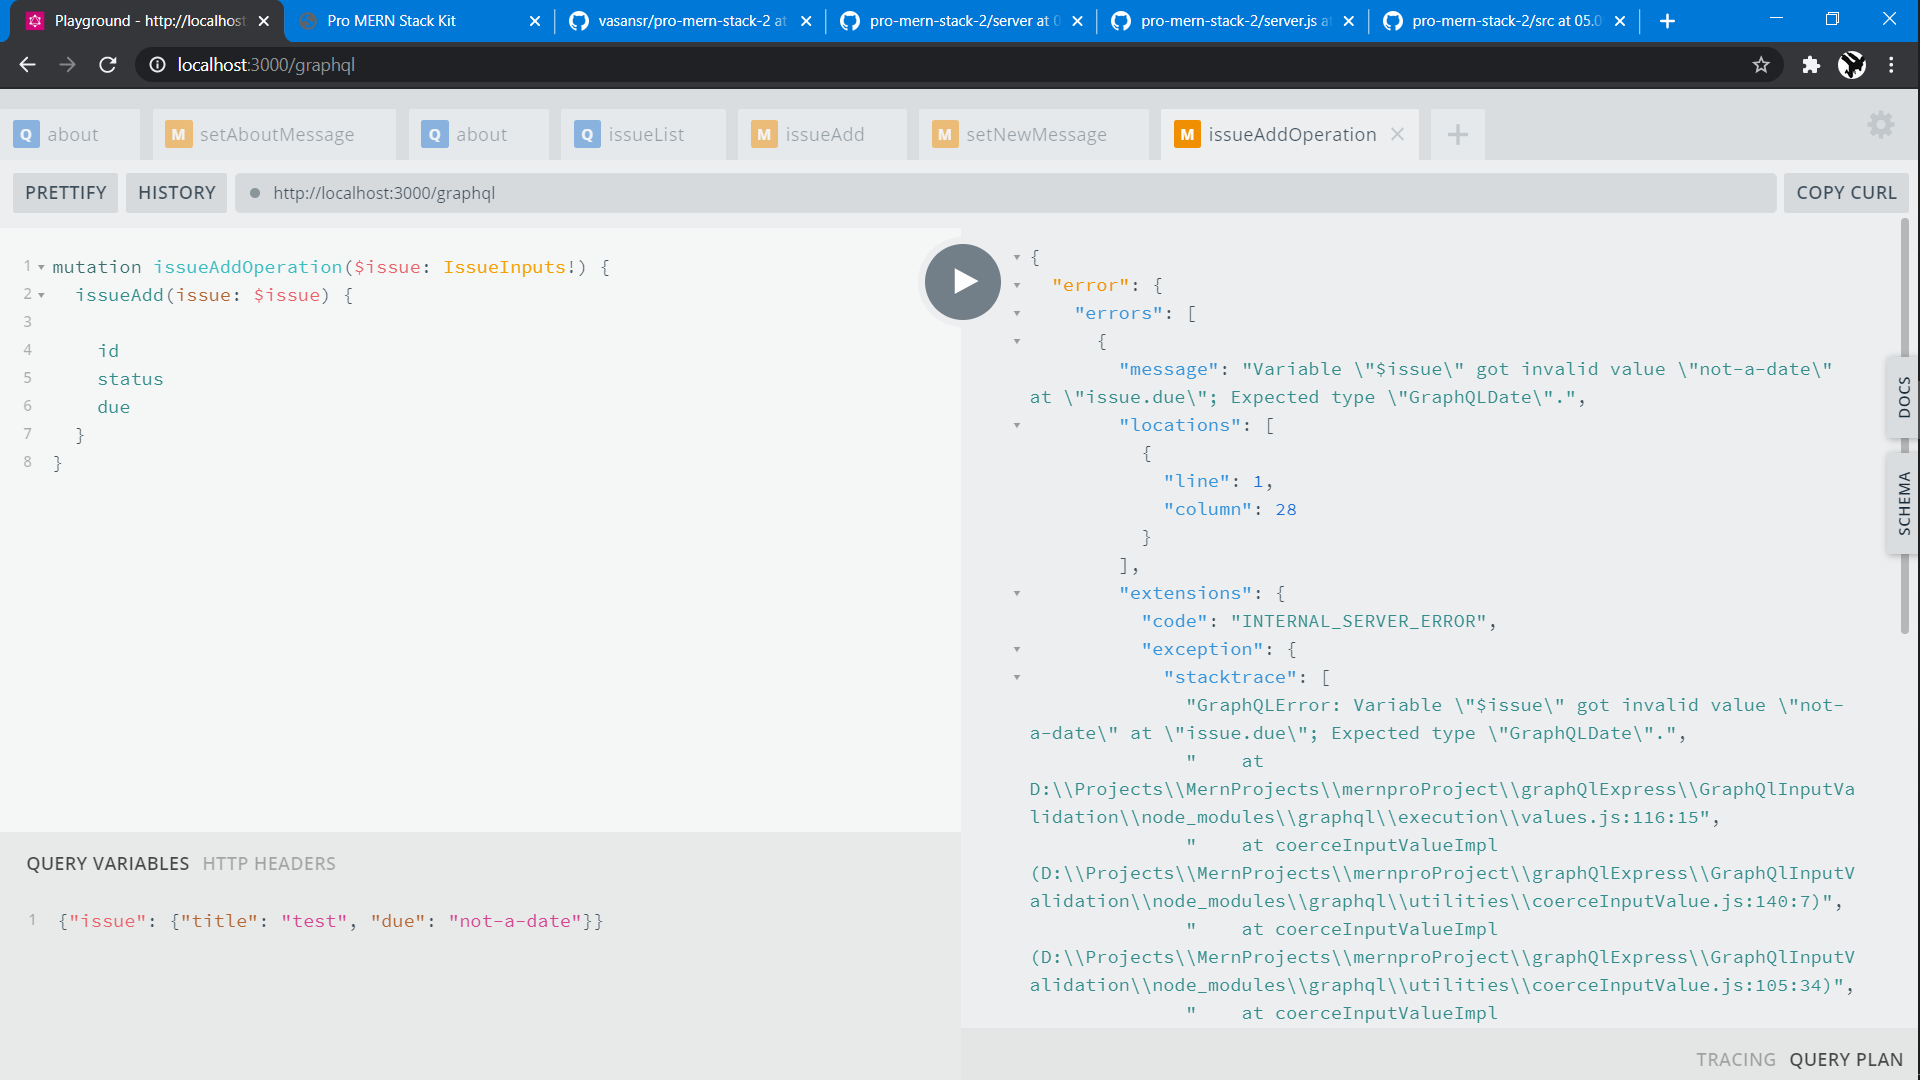 Playground - http://localhost
Pro MERN Stack Kit
vasansr/pro-mern-stack-2 at
pro-mern-stack-2/server at 0
pro-mern-stack-2/server.js at
pro-mern-stack-2/src at 05.0
localhost:3000/graphql
Q about
M setAboutMessage
Q about
Q issueList
M issueAdd
M setNewMessage
M issueAddOperation
PRETTIFY
HISTORY
http://localhost:3000/graphql
COPY CURL
1 mutation issueAddOperation($issue: IssueInputs!) {
2 issueAdd(issue: $issue) {
3
4 id
5 status
6 due
7 }
8 }
QUERY VARIABLES HTTP HEADERS
1 {"issue": {"title": "test", "due": "not-a-date"}}
{
"error": {
"errors": [
{
"message": "Variable \"$issue\" got invalid value \"not-a-date\"
at \"issue.due\"; Expected type \"GraphQLDate\".",
"locations": [
{
"line": 1,
"column": 28
}
],
"extensions": {
"code": "INTERNAL_SERVER_ERROR",
"exception": {
"stacktrace": [
"GraphQLError: Variable \"$issue\" got invalid value \"not-
a-date\" at \"issue.due\"; Expected type \"GraphQLDate\".",
"    at
D:\\Projects\\MernProjects\\mernproProject\\graphQlExpress\\GraphQlInputVa
lidation\\node_modules\\graphql\\execution\\values.js:116:15",
"    at coerceInputValueImpl
(D:\\Projects\\MernProjects\\mernproProject\\graphQlExpress\\GraphQlInputV
alidation\\node_modules\\graphql\\utilities\\coerceInputValue.js:140:7)",
"    at coerceInputValueImpl
(D:\\Projects\\MernProjects\\mernproProject\\graphQlExpress\\GraphQlInputV
alidation\\node_modules\\graphql\\utilities\\coerceInputValue.js:105:34)",
"    at coerceInputValueImpl
DOCS
SCHEMA
TRACING QUERY PLAN